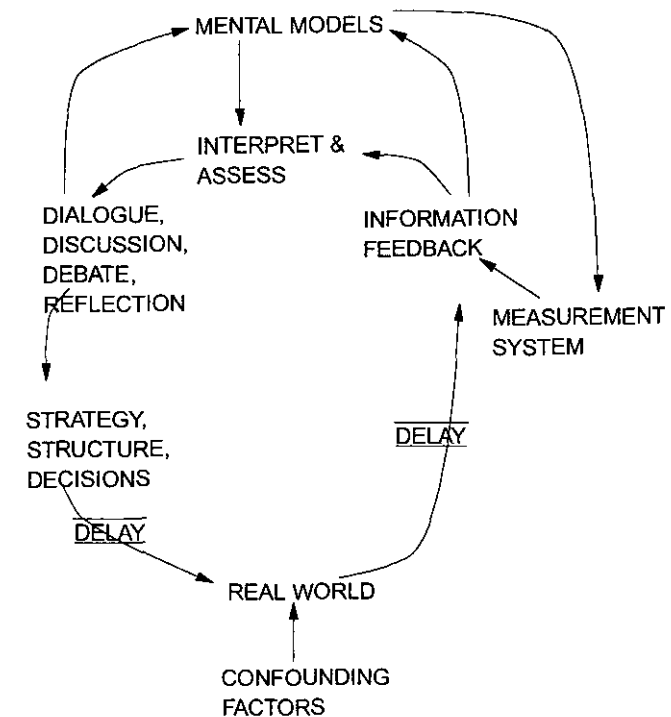 MENTAL MODELS
INTERPRET &
ASSESS
DIALOGUE,
DISCUSSION,
DEBATE,
REFLECTION
INFORMATION
FEEDBACK
MEASUREMENT
SYSTEM
STRATEGY,
STRUCTURE,
DECISIONS
DELAY
DELAY
REAL WORLD
CONFOUNDING
FACTORS